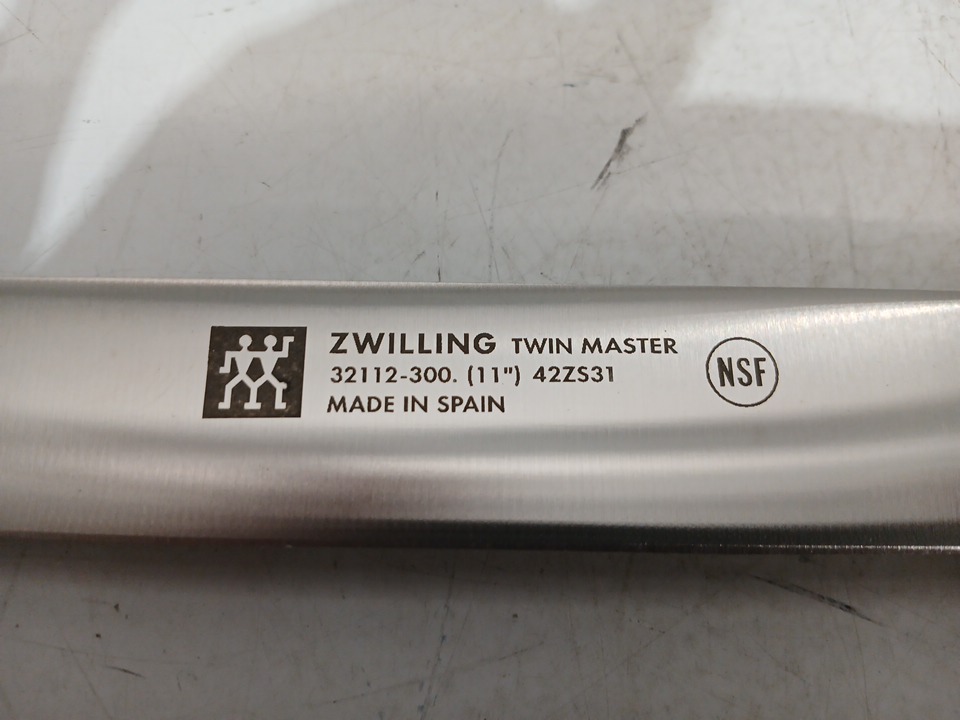 ZWILLING TWIN MASTER
32112-300. (11") 42ZS31
MADE IN SPAIN
NSF